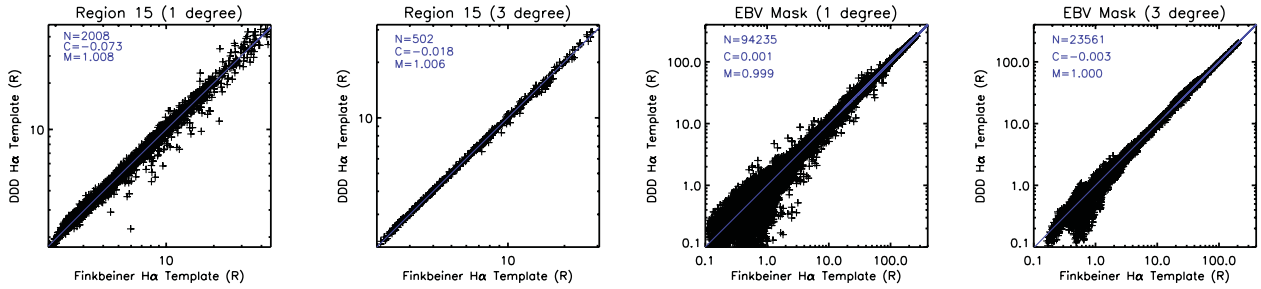 Region 15 (1 degree)
N=2008
C=−0.073
M=1.008
10
10
DDD Hα Template (R)
Finkbeiner Hα Template (R)
Region 15 (3 degree)
N=502
C=−0.018
M=1.006
10
10
DDD Hα Template (R)
Finkbeiner Hα Template (R)
EBV Mask (1 degree)
N=94235
C=0.001
M=0.999
100.0
10.0
1.0
0.1
0.1 1.0 10.0 100.0
DDD Hα Template (R)
Finkbeiner Hα Template (R)
EBV Mask (3 degree)
N=23561
C=−0.003
M=1.000
100.0
10.0
1.0
0.1
0.1 1.0 10.0 100.0
DDD Hα Template (R)
Finkbeiner Hα Template (R)